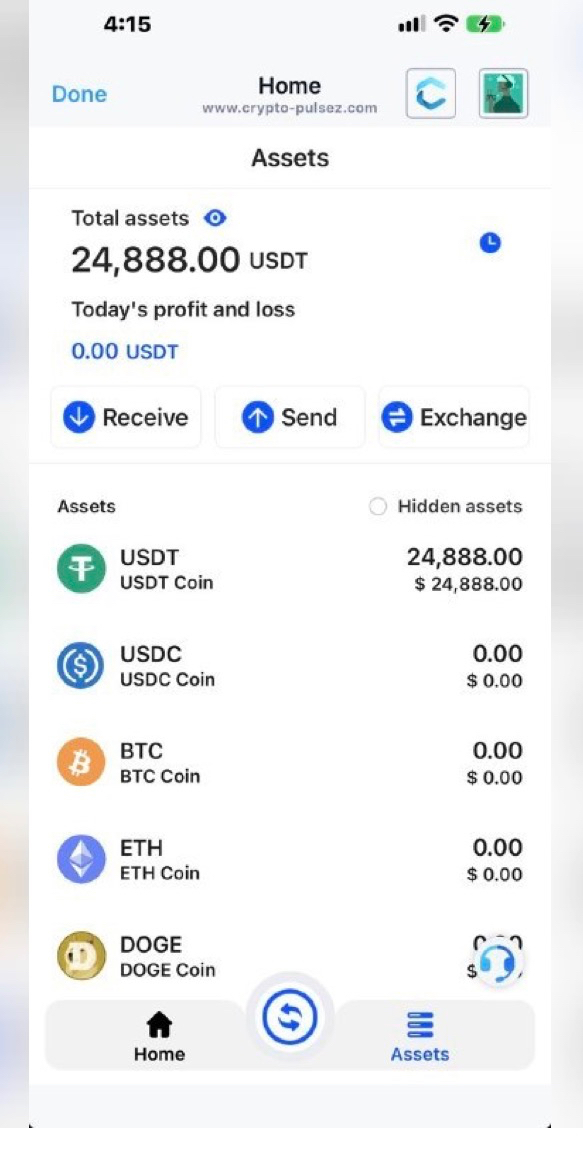 4:15
Done
Home
www.crypto-pulsez.com
Assets
Total assets
24,888.00 USDT
Today's profit and loss
0.00 USDT
Receive
Send
Exchange
Assets
Hidden assets
USDT
24,888.00
USDT Coin
$ 24,888.00
USDC
0.00
USDC Coin
$ 0.00
BTC
0.00
BTC Coin
$ 0.00
ETH
0.00
ETH Coin
$ 0.00
DOGE
DOGE Coin
$
Home
Assets